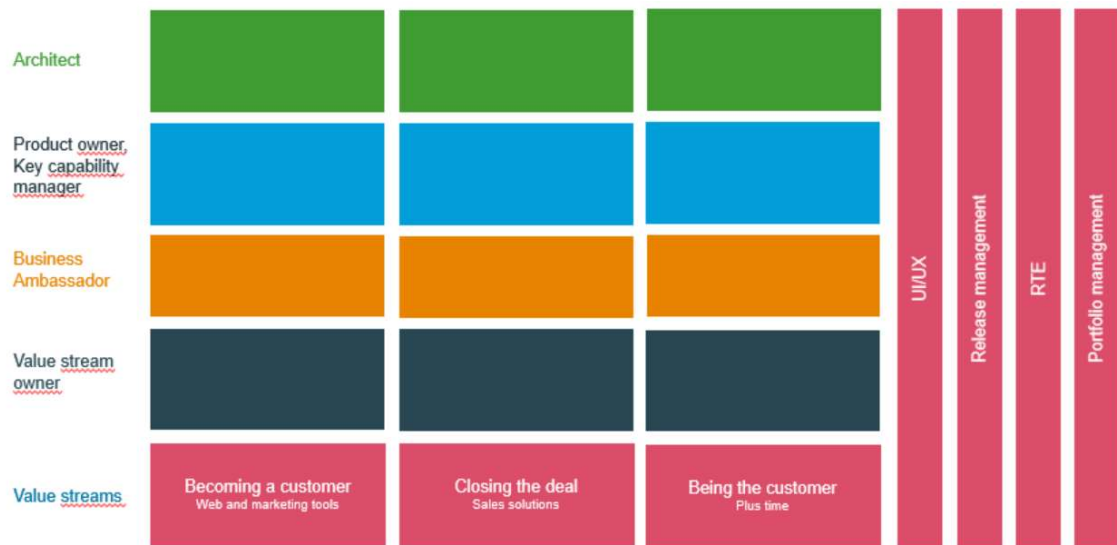 Architect
Product owner,
Key capability
manager
Business
Ambassador
Value stream
owner
Value streams
Becoming a customer
Web and marketing tools
Closing the deal
Sales solutions
Being the customer
Plus time
UI/UX
Release management
RTE
Portfolio management